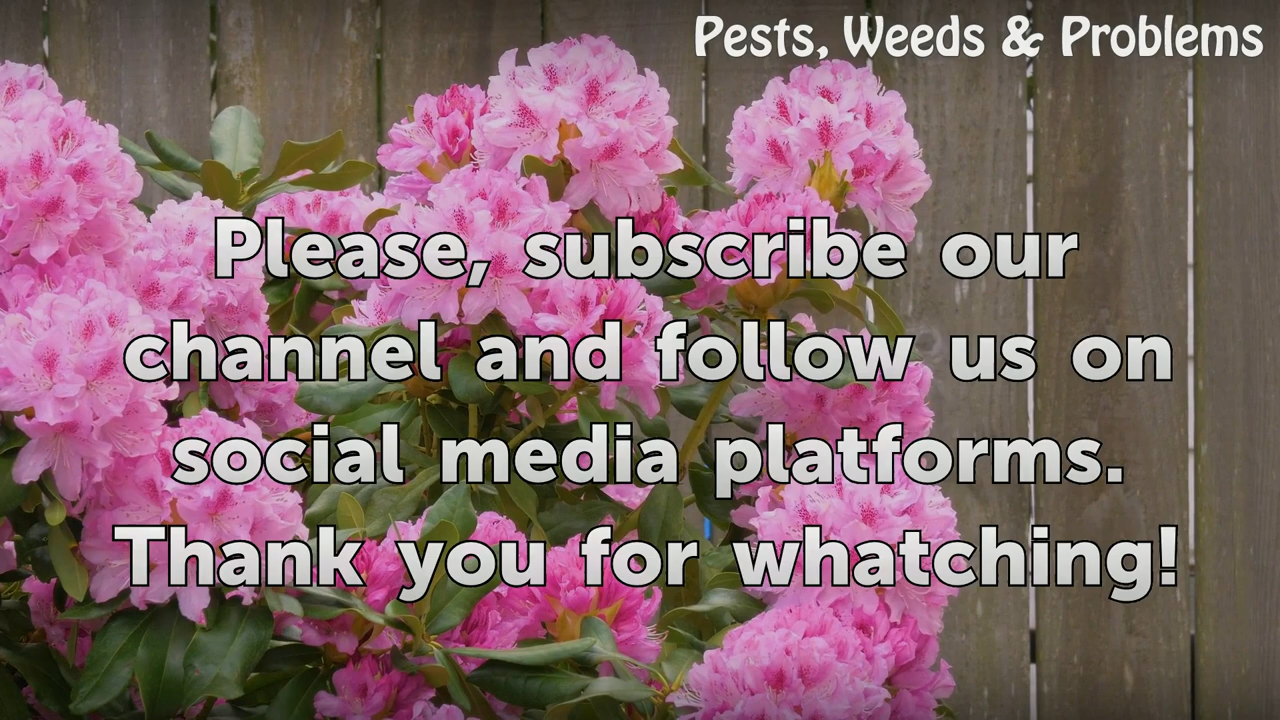 Pests, Weeds & Problems
Please, subscribe our
channel and follow us on
social media platforms.
Thank you for whatching!